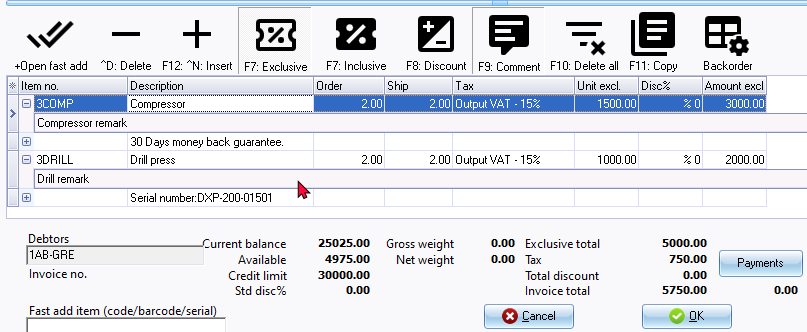 +Open fast add ^D: Delete F12: ^N: Insert F7: Exclusive F7: Inclusive F8: Discount F9: Comment F10: Delete all F11: Copy Backorder
Item no. Description Order Ship Tax Unit excl. Disc% Amount excl
3COMP Compressor 2.00 2.00 Output VAT - 15% 1500.00 % 0 3000.00
Compressor remark
30 Days money back guarantee.
3DRILL Drill press 2.00 2.00 Output VAT - 15% 1000.00 % 0 2000.00
Drill remark
Serial number:DXP-200-01501
Debtors
1AB-GRE
Invoice no.
Current balance 25025.00 Gross weight 0.00 Exclusive total 5000.00
Available 4975.00 Net weight 0.00 Tax 750.00
Credit limit 30000.00 Total discount 0.00
Std disc% 0.00 Invoice total 5750.00
Payments
0.00
Fast add item (code/barcode/serial)
Cancel OK